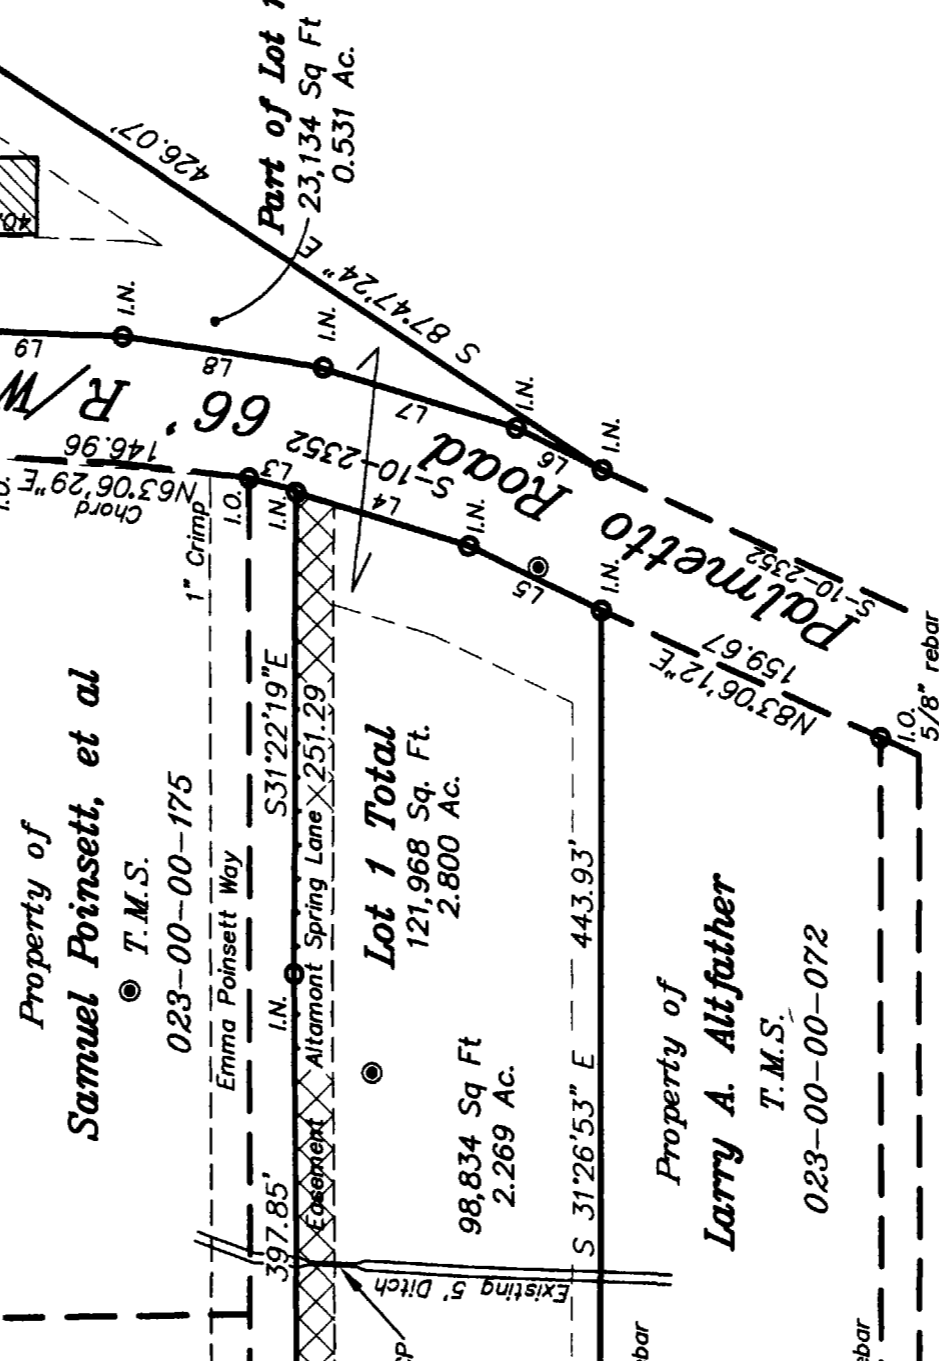 Part of Lot
23,134 Sq Ft
0.531 Ac.
426.07'
S 87°47'24" E
40.
I.N.
I.N.
I.N.
I.N.
L9
L8
L7
L6
66' R/W
S-10-2352
Palmetto Road
S-10-2352
146.96
N63°06'29"E
Chord
I.O.
1" Crimp
I.O.
L3
I.N.
L4
I.N.
L5
I.N.
159.67
N83°06'12"E
I.O.
5/8" rebar
Property of
Samuel Poinsett, et al
T.M.S.
023-00-00-175
Emma Poinsett Way
S31°22'19"E
251.29
I.N.
397.85'
Altamont Spring Lane
Easement
Lot 1 Total
121,968 Sq. Ft.
2.800 Ac.
98,834 Sq Ft
2.269 Ac.
S 31°26'53" E 443.93'
Existing 5' Ditch
Property of
Larry A. Altfather
T.M.S.
023-00-00-072